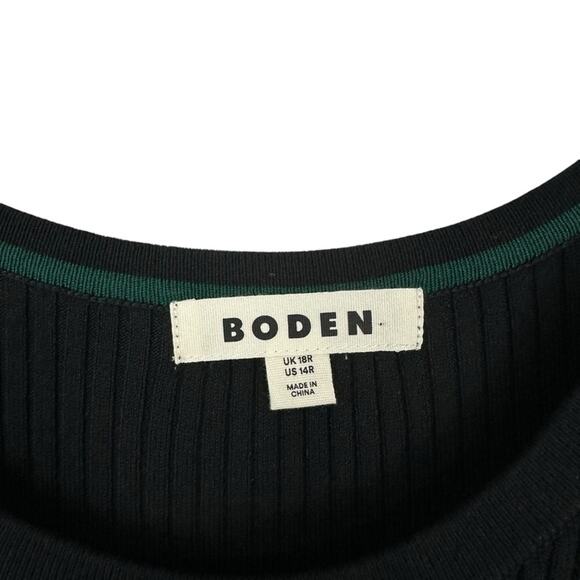 BODEN
UK 18R
US 14R
MADE IN
CHINA